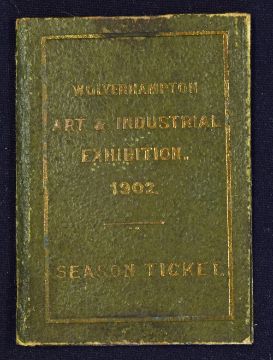 WOLVERHAMPTON
ART & INDUSTRIAL
EXHIBITION.
1902
SEASON TICKET.